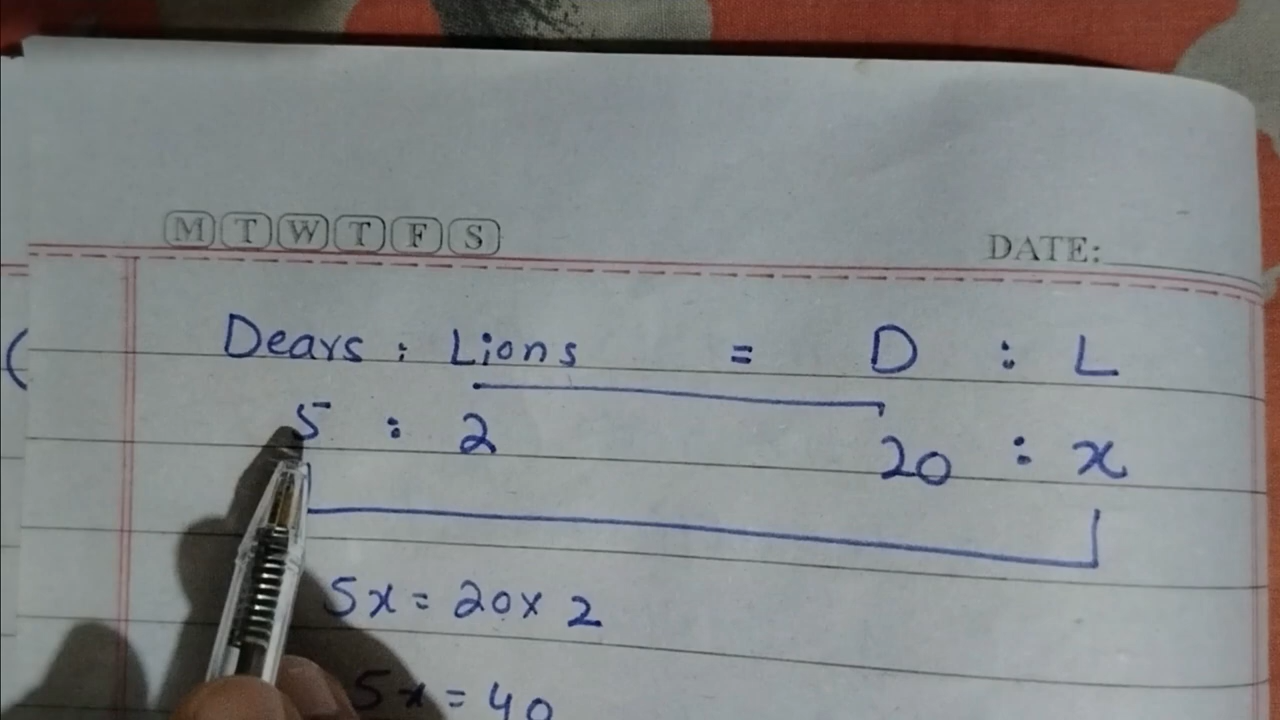 M T W T F S
DATE:
Dears : Lions = D : L
5 : 2 20 : x
5x = 20 x 2
5x = 40